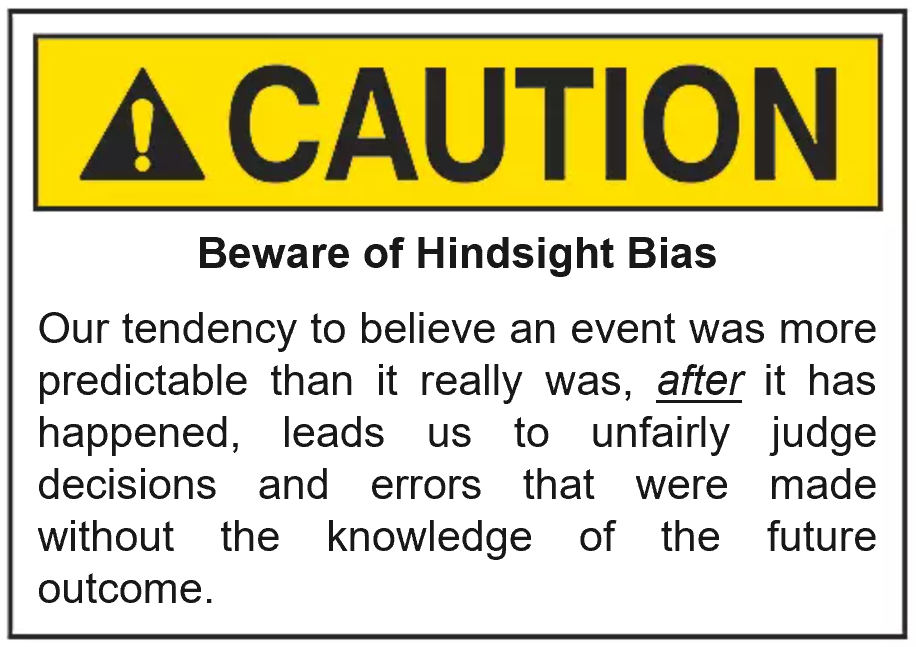 CAUTION
Beware of Hindsight Bias
Our tendency to believe an event was more
predictable than it really was, after it has
happened, leads us to unfairly judge
decisions and errors that were made
without the knowledge of the future
outcome.